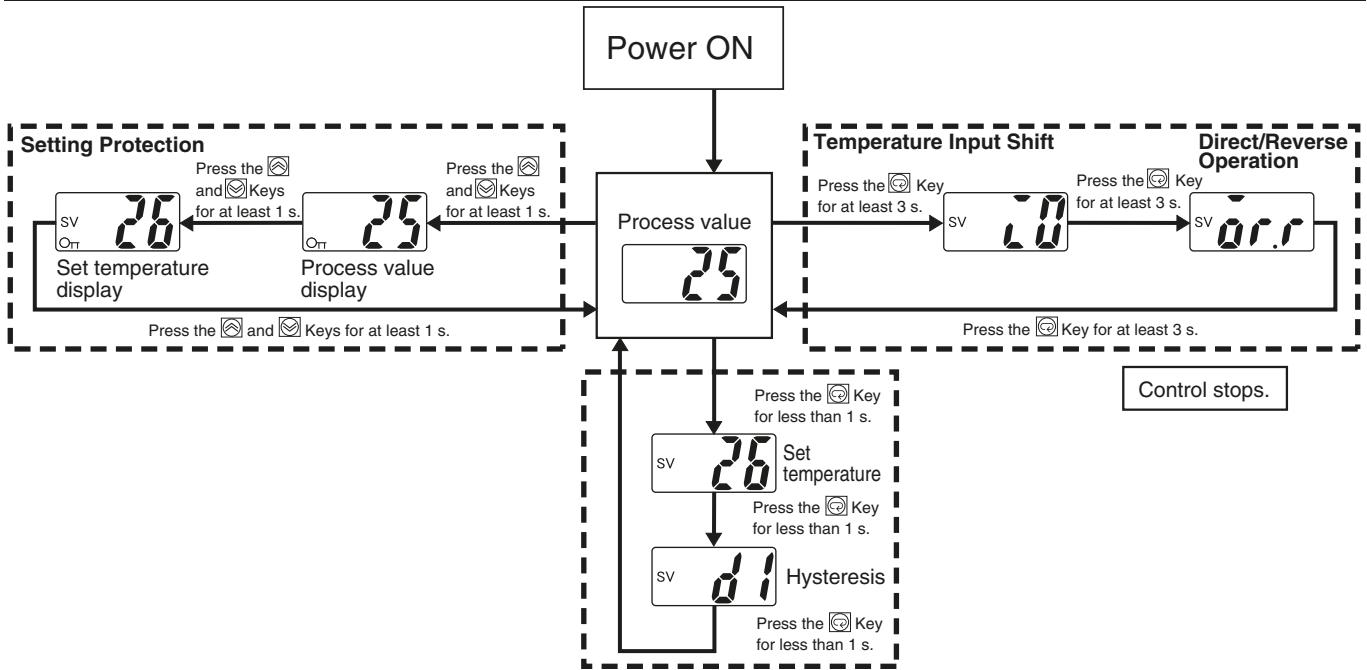 Power ON
Setting Protection
Press the
and Keys
for at least 1 s.
Press the
and Keys
for at least 1 s.
SV
26
Set temperature
display
25
Process value
display
Press the and Keys for at least 1 s.
Process value
25
Temperature Input Shift
Direct/Reverse
Operation
Press the Key
for at least 3 s.
SV
Press the Key
for at least 3 s.
SV
Press the Key for at least 3 s.
Control stops.
Press the Key
for less than 1 s.
SV
26
Set
temperature
Press the Key
for less than 1 s.
SV
d1
Hysteresis
Press the Key
for less than 1 s.